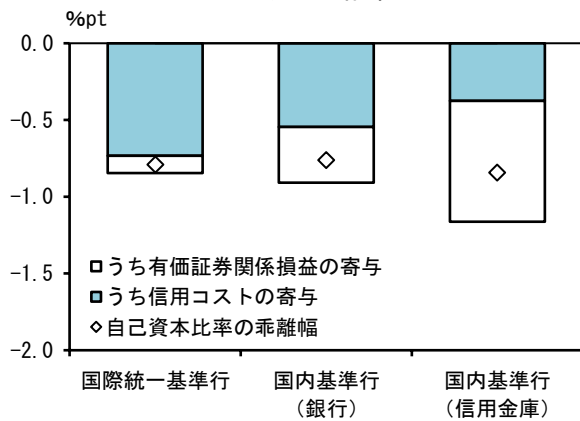 %pt
0.0
-0.5
-1.0
-1.5
-2.0
うち有価証券関係損益の寄与
うち信用コストの寄与
自己資本比率の乖離幅
国際統一基準行
国内基準行
（銀行）
国内基準行
（信用金庫）